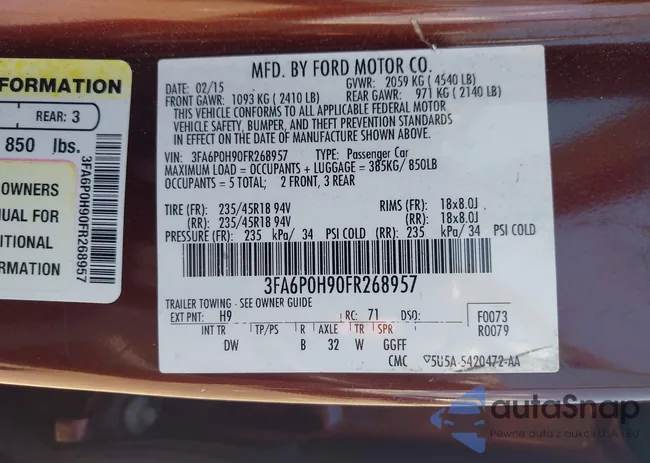 FORMATION
REAR: 3
850 lbs.
OWNERS
UAL FOR
ITIONAL
ORMATION
3FA6P0H90FR268957
MFD. BY FORD MOTOR CO.
DATE: 02/15 GVWR: 2059 KG ( 4540 LB)
FRONT GAWR: 1093 KG ( 2410 LB) REAR GAWR: 971 KG ( 2140 LB)
THIS VEHICLE CONFORMS TO ALL APPLICABLE FEDERAL MOTOR
VEHICLE SAFETY, BUMPER, AND THEFT PREVENTION STANDARDS
IN EFFECT ON THE DATE OF MANUFACTURE SHOWN ABOVE.
VIN: 3FA6P0H90FR268957 TYPE: Passenger Car
MAXIMUM LOAD = OCCUPANTS + LUGGAGE = 385KG/ 850LB
OCCUPANTS = 5 TOTAL; 2 FRONT, 3 REAR
TIRE (FR): 235/45R18 94V RIMS (FR): 18x8.0J
(RR): 235/45R18 94V (RR): 18x8.0J
PRESSURE (FR): 235 kPa/ 34 PSI COLD (RR): 235 kPa/ 34 PSI COLD
3FA6P0H90FR268957
TRAILER TOWING - SEE OWNER GUIDE
EXT PNT: H9 RC: 71 DSO: F0073
INT TR TP/PS R AXLE TR SPR R0079
DW B 32 W GGFF
CMC 5U5A-S420472-AA
autoSnap
Pewne auta z aukcji USA i EU